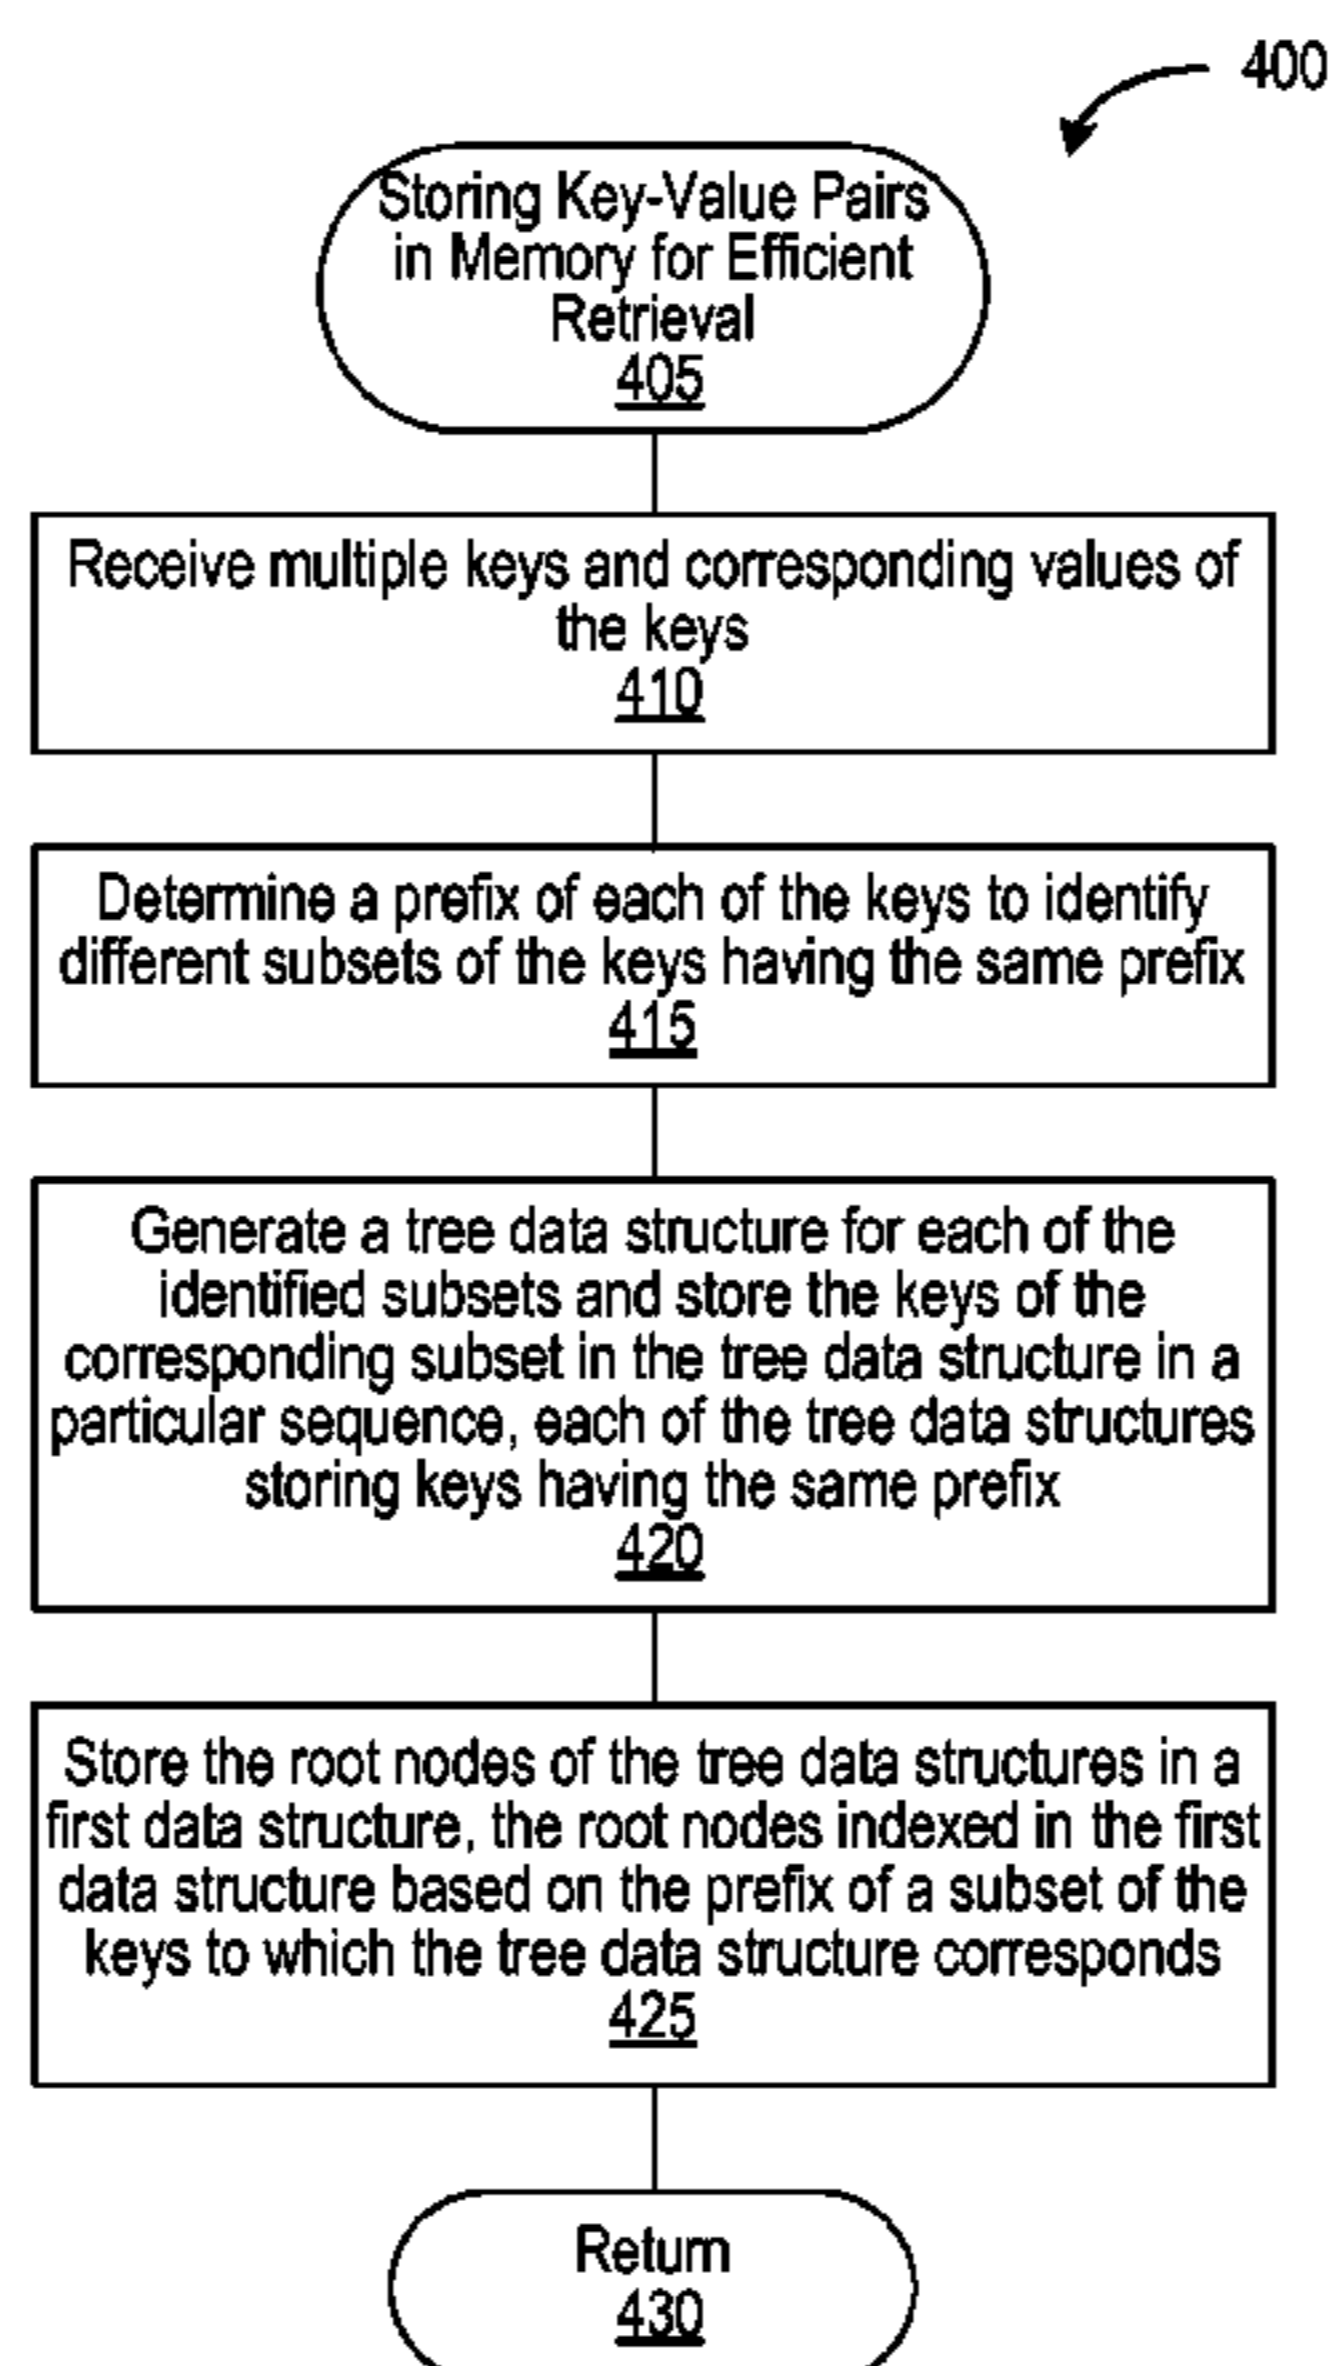 400
Storing Key-Value Pairs
in Memory for Efficient
Retrieval
405
Receive multiple keys and corresponding values of
the keys
410
Determine a prefix of each of the keys to identify
different subsets of the keys having the same prefix
415
Generate a tree data structure for each of the
identified subsets and store the keys of the
corresponding subset in the tree data structure in a
particular sequence, each of the tree data structures
storing keys having the same prefix
420
Store the root nodes of the tree data structures in a
first data structure, the root nodes indexed in the first
data structure based on the prefix of a subset of the
keys to which the tree data structure corresponds
425
Return
430